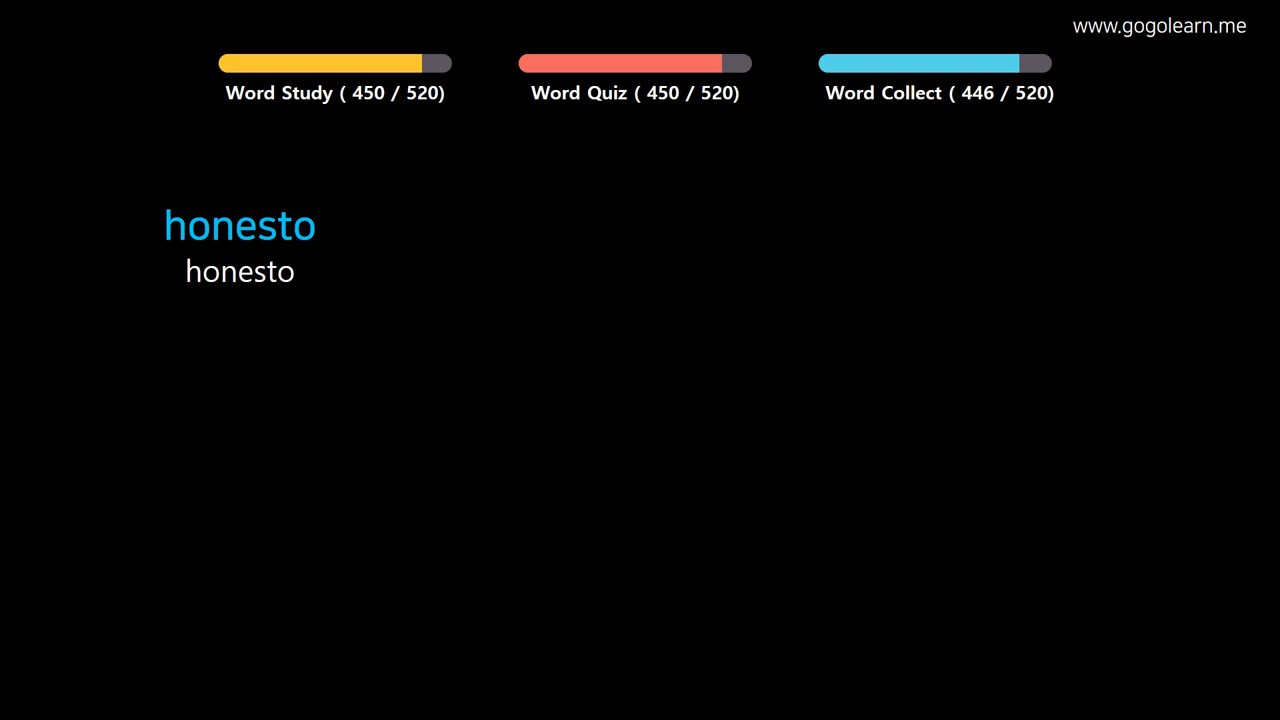 www.gogolearn.me
Word Study ( 450 / 520)
Word Quiz ( 450 / 520)
Word Collect ( 446 / 520)
honesto
honesto